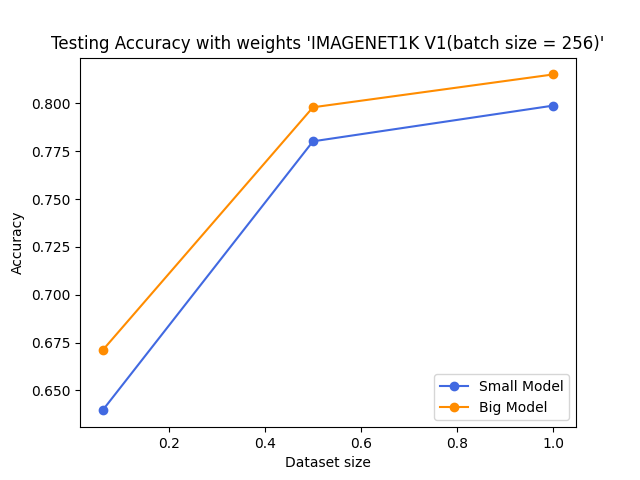 Testing Accuracy with weights 'IMAGENET1K V1(batch size = 256)'
Accuracy
0.800
0.775
0.750
0.725
0.700
0.675
0.650
0.2
0.4
0.6
0.8
1.0
Dataset size
Small Model
Big Model